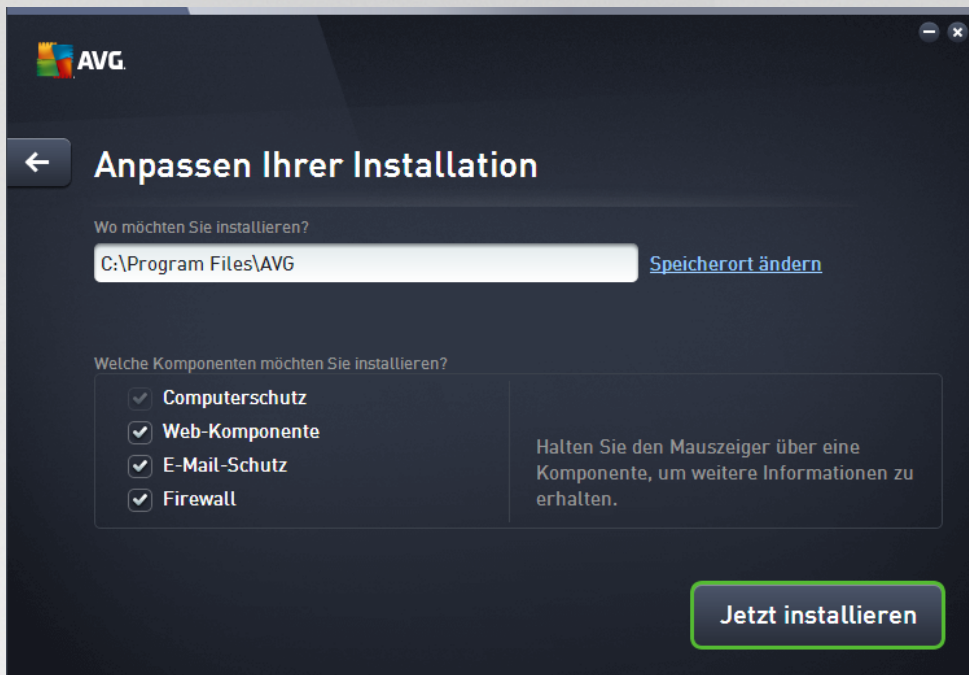 AVG.
Anpassen Ihrer Installation
Wo möchten Sie installieren?
C:\Program Files\AVG
Speicherort ändern
Welche Komponenten möchten Sie installieren?
Computerschutz
Web-Komponente
E-Mail-Schutz
Firewall
Halten Sie den Mauszeiger über eine
Komponente, um weitere Informationen zu
erhalten.
Jetzt installieren